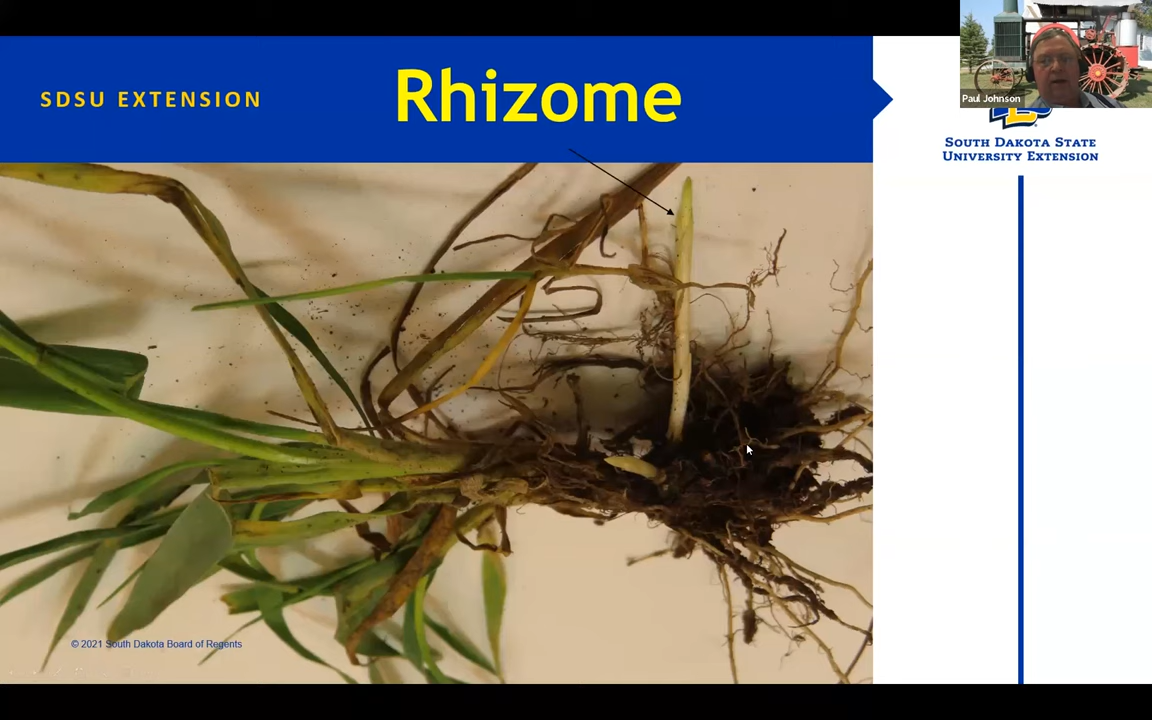 SDSU EXTENSION
Rhizome
Paul Johnson
SOUTH DAKOTA STATE
UNIVERSITY EXTENSION
© 2021 South Dakota Board of Regents